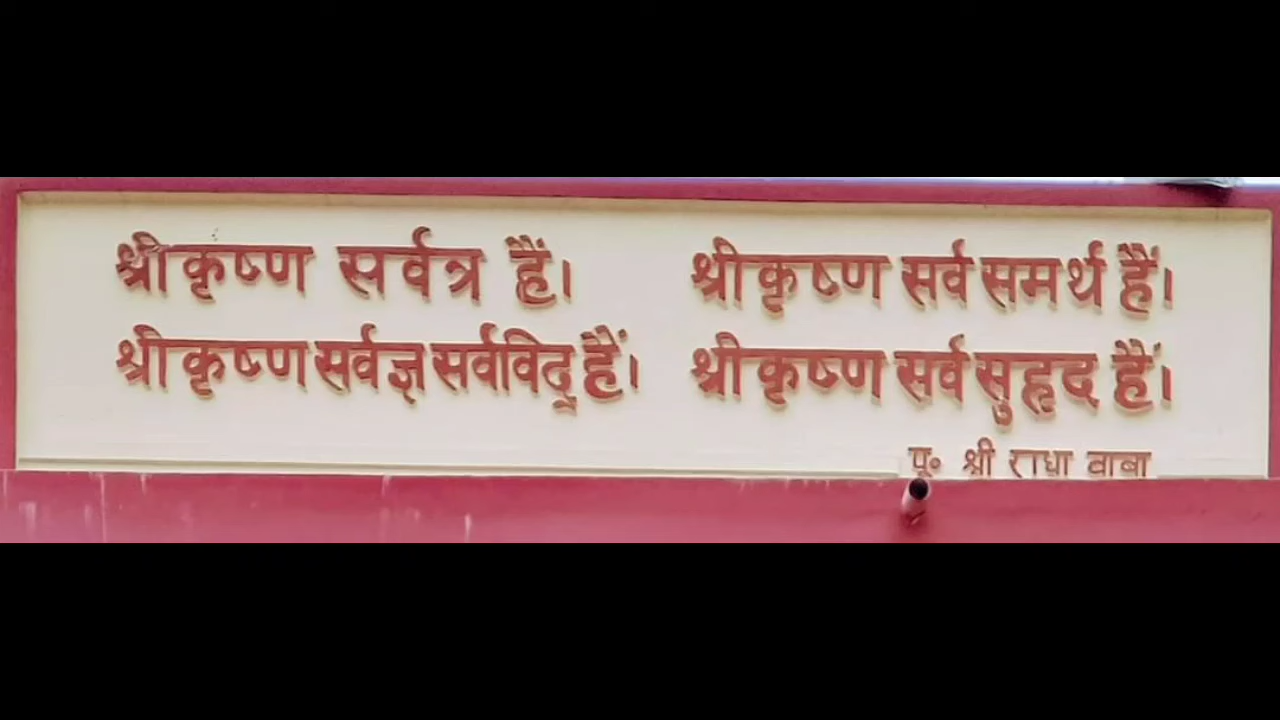 श्रीकृष्ण सर्वत्र हैं। श्रीकृष्ण सर्व समर्थ हैं।
श्रीकृष्ण सर्वज्ञ सर्वविद् हैं। श्रीकृष्ण सर्व सुहृद हैं।
पू० श्री राधा बाबा